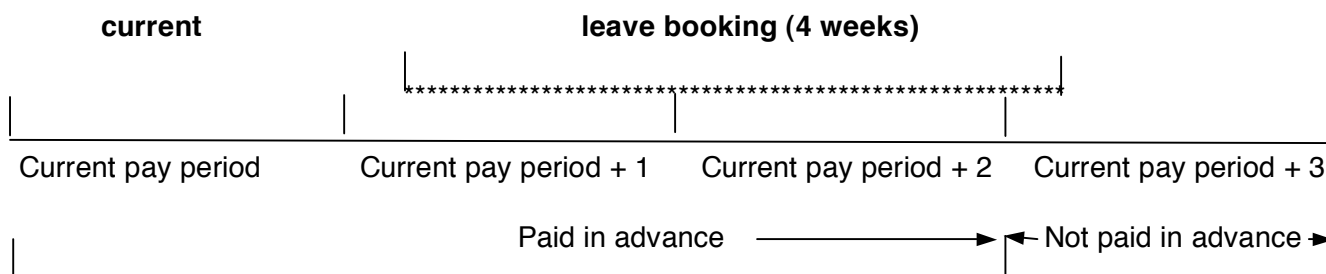 current leave booking (4 weeks)
************************************************************
Current pay period Current pay period + 1 Current pay period + 2 Current pay period + 3
Paid in advance Not paid in advance